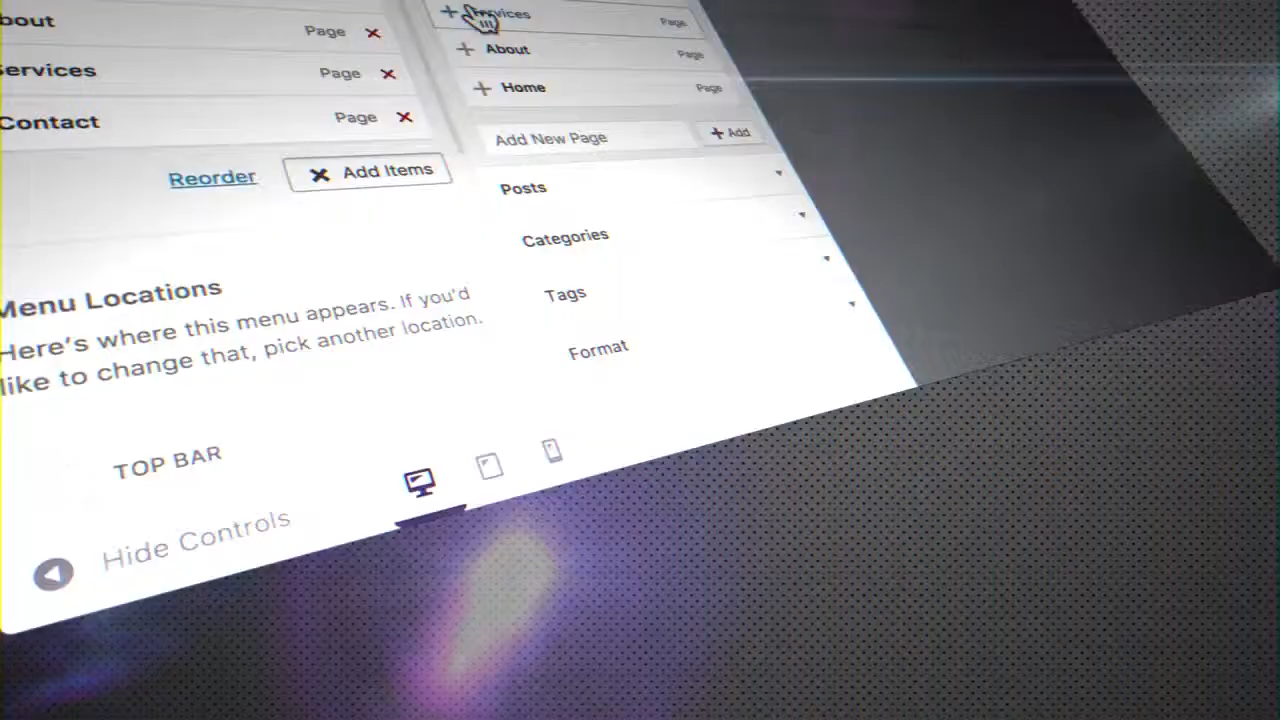 bout Page
ervices Page
Contact Page
Reorder
Add Items
Menu Locations
Here's where this menu appears. If you'd
like to change that, pick another location.
TOP BAR
Hide Controls
Services Page
About Page
Home Page
Add New Page
Add
Posts
Categories
Tags
Format